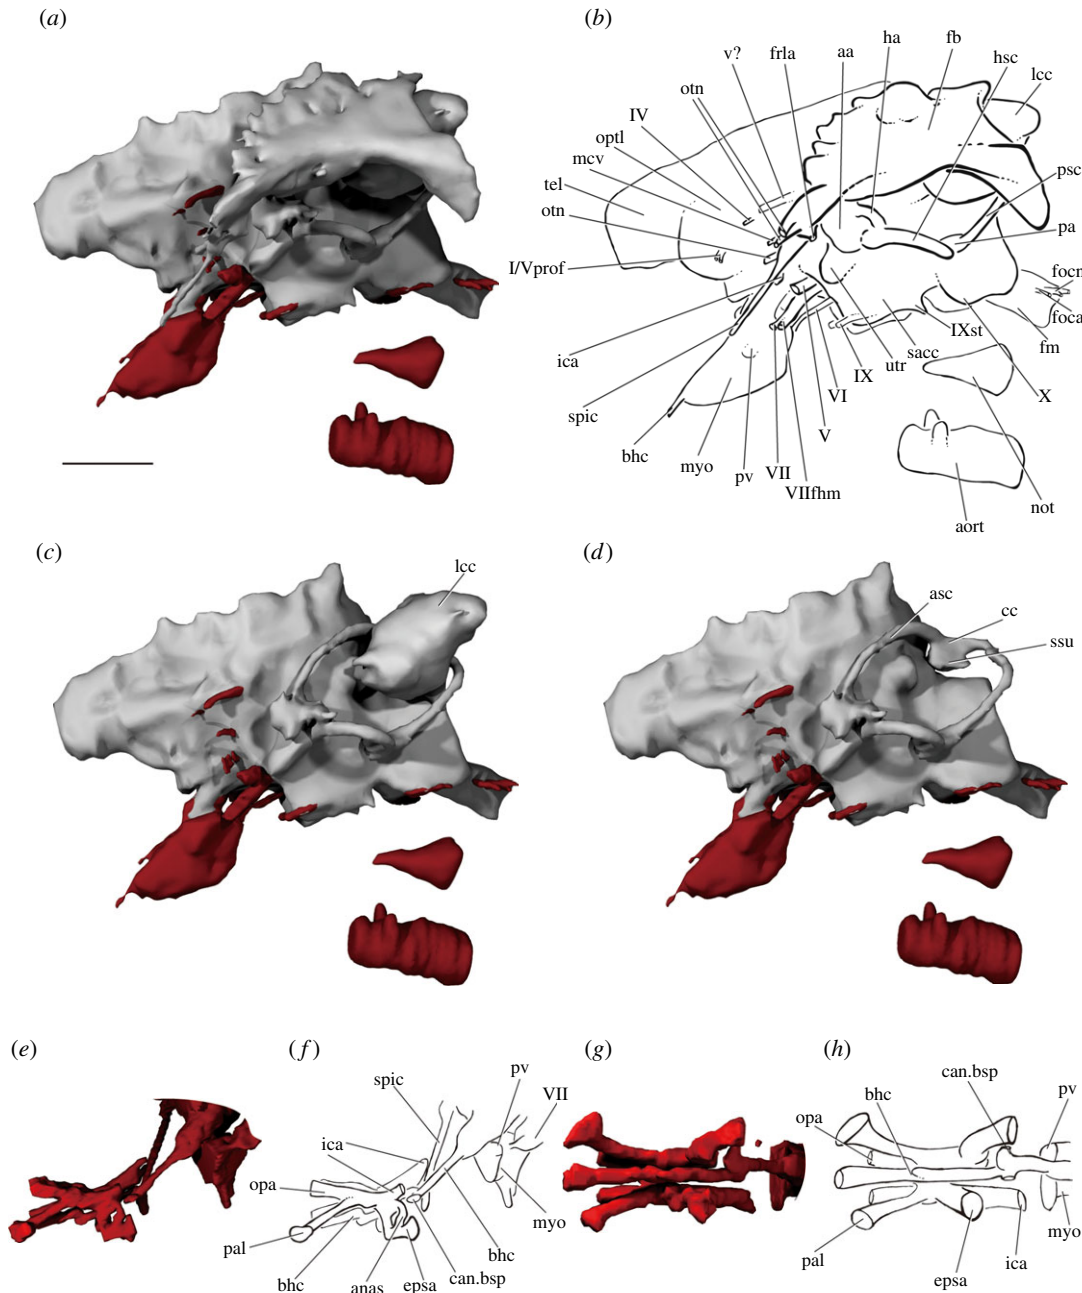 (a)
(b)
v?
frla
aa
ha
fb
hsc
lcc
otn
IV
optl
mcv
tel
otn
I/Vprof
psc
pa
focn
foca
fm
ica
spic
bhc
myo
pv
VII
VIIfhm
V
VI
IX
utr
sacc
IXst
X
not
aort
(c)
lcc
(d)
asc
cc
ssu
(e)
(f)
spic
pv
VII
ica
opa
pal
bhc
anas
epsa
can.bsp
bhc
myo
(g)
(h)
can.bsp
bhc
opa
pv
pal
epsa
ica
myo